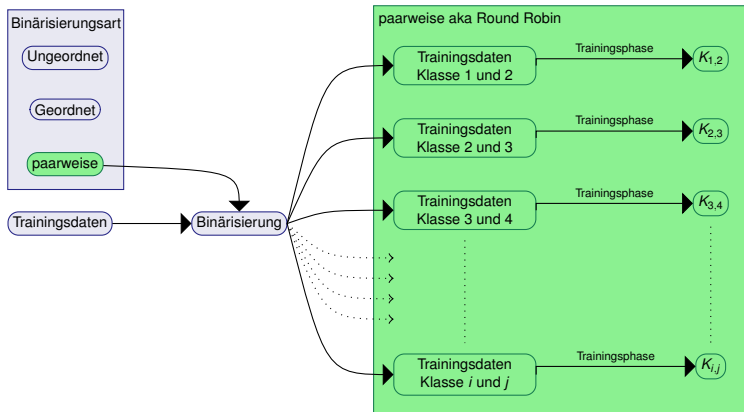 Binärisierungsart
Ungeordnet
Geordnet
paarweise
Trainingsdaten
Binärisierung
paarweise aka Round Robin
Trainingsdaten
Klasse 1 und 2
Trainingsphase
K1,2
Trainingsdaten
Klasse 2 und 3
Trainingsphase
K2,3
Trainingsdaten
Klasse 3 und 4
Trainingsphase
K3,4
Trainingsdaten
Klasse i und j
Trainingsphase
Ki,j